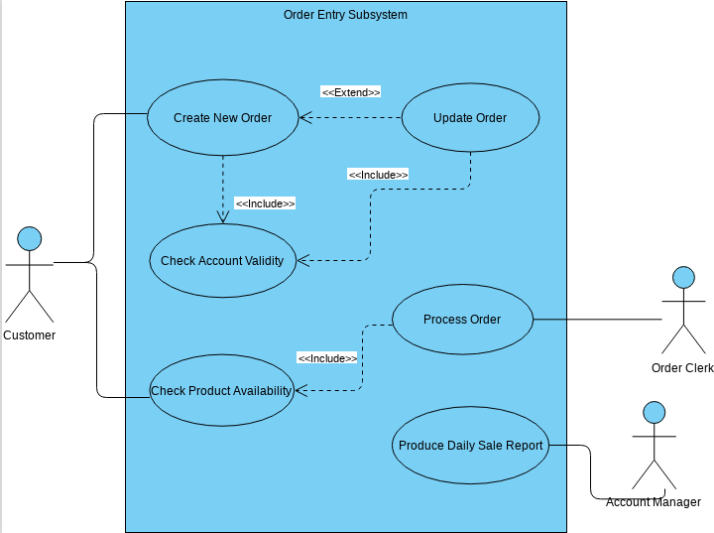 Order Entry Subsystem
<<Extend>>
Create New Order
Update Order
<<Include>>
<<Include>>
Check Account Validity
Customer
Process Order
<<Include>>
Order Clerk
Check Product Availability
Produce Daily Sale Report
Account Manager